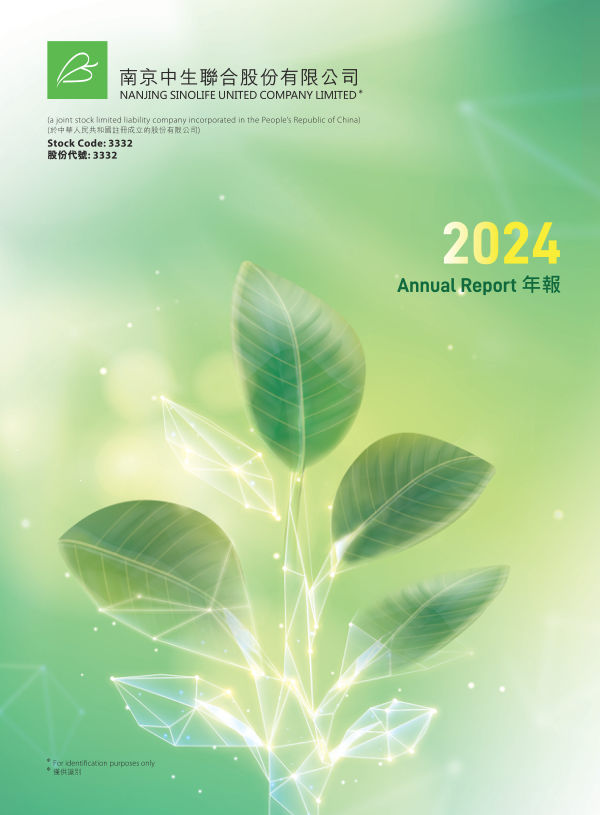 南京中生聯合股份有限公司
NANJING SINOLIFE UNITED COMPANY LIMITED*
(a joint stock limited liability company incorporated in the People's Republic of China)
(於中華人民共和國註冊成立的股份有限公司)
Stock Code: 3332
股份代號: 3332
2024
Annual Report 年報
* For identification purposes only
* 僅供識別